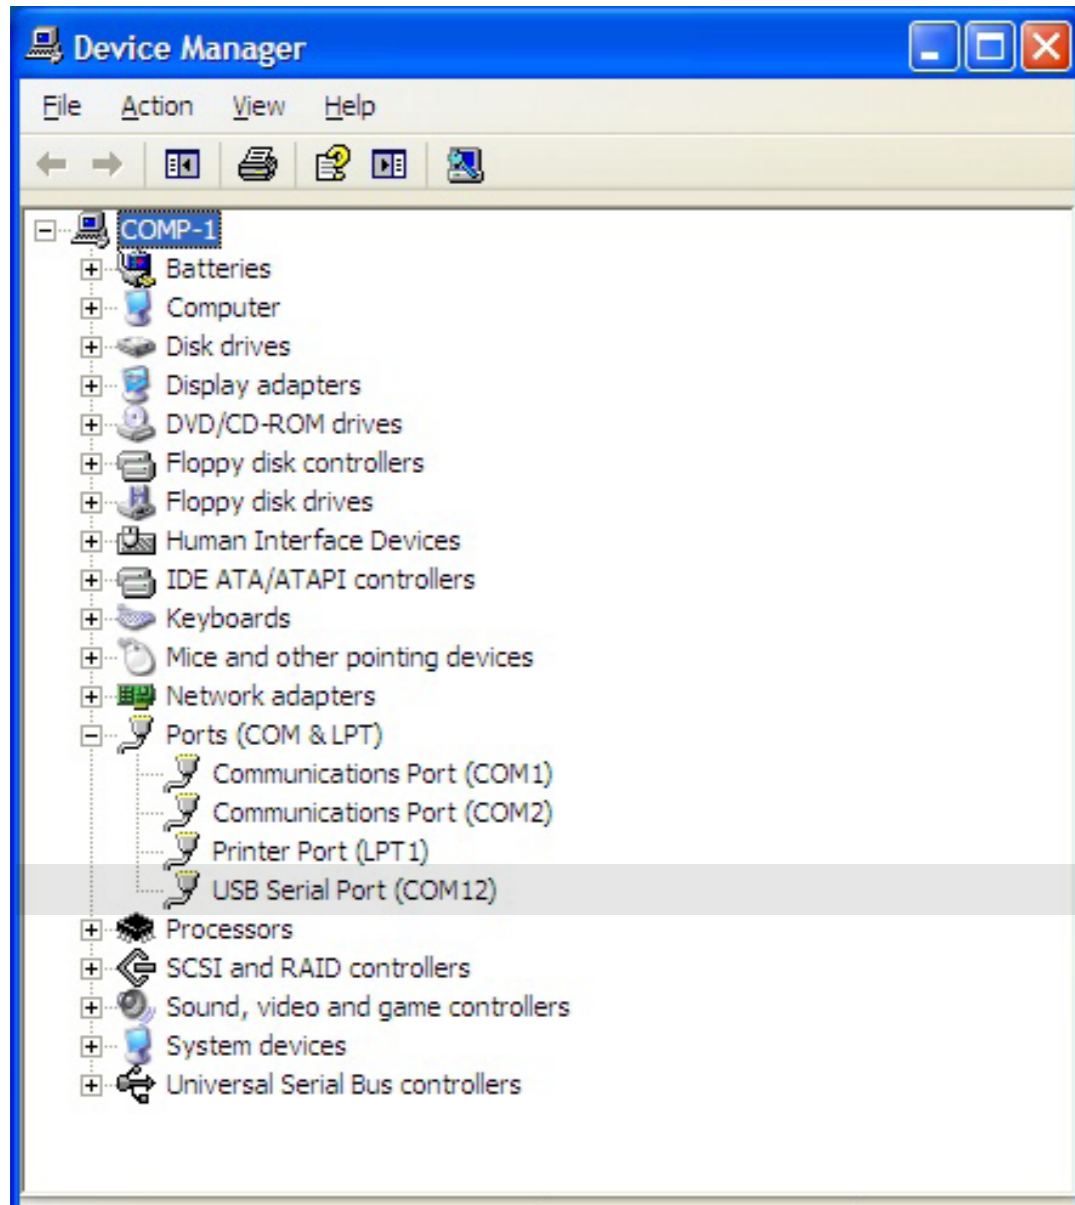 Device Manager
File Action View Help
COMP-1
Batteries
Computer
Disk drives
Display adapters
DVD/CD-ROM drives
Floppy disk controllers
Floppy disk drives
Human Interface Devices
IDE ATA/ATAPI controllers
Keyboards
Mice and other pointing devices
Network adapters
Ports (COM & LPT)
Communications Port (COM1)
Communications Port (COM2)
Printer Port (LPT1)
USB Serial Port (COM12)
Processors
SCSI and RAID controllers
Sound, video and game controllers
System devices
Universal Serial Bus controllers